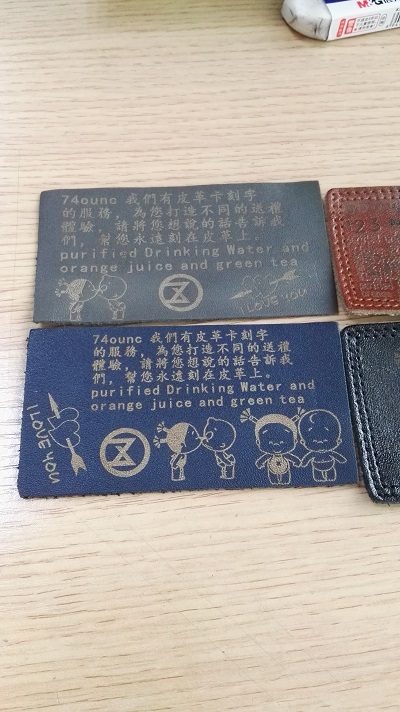 74ounc 我們有皮革卡刻字
的服務，為您打造不同的送禮
體驗，請將您想說的話告訴我
們，幫您永遠刻在皮革上。
purified Drinking Water and
orange juice and green tea
I LOVE YOU
74ounc 我們有皮革卡刻字
的服務，為您打造不同的送禮
體驗，請將您想說的話告訴我
們，幫您永遠刻在皮革上。
purified Drinking Water and
orange juice and green tea
I LOVE YOU